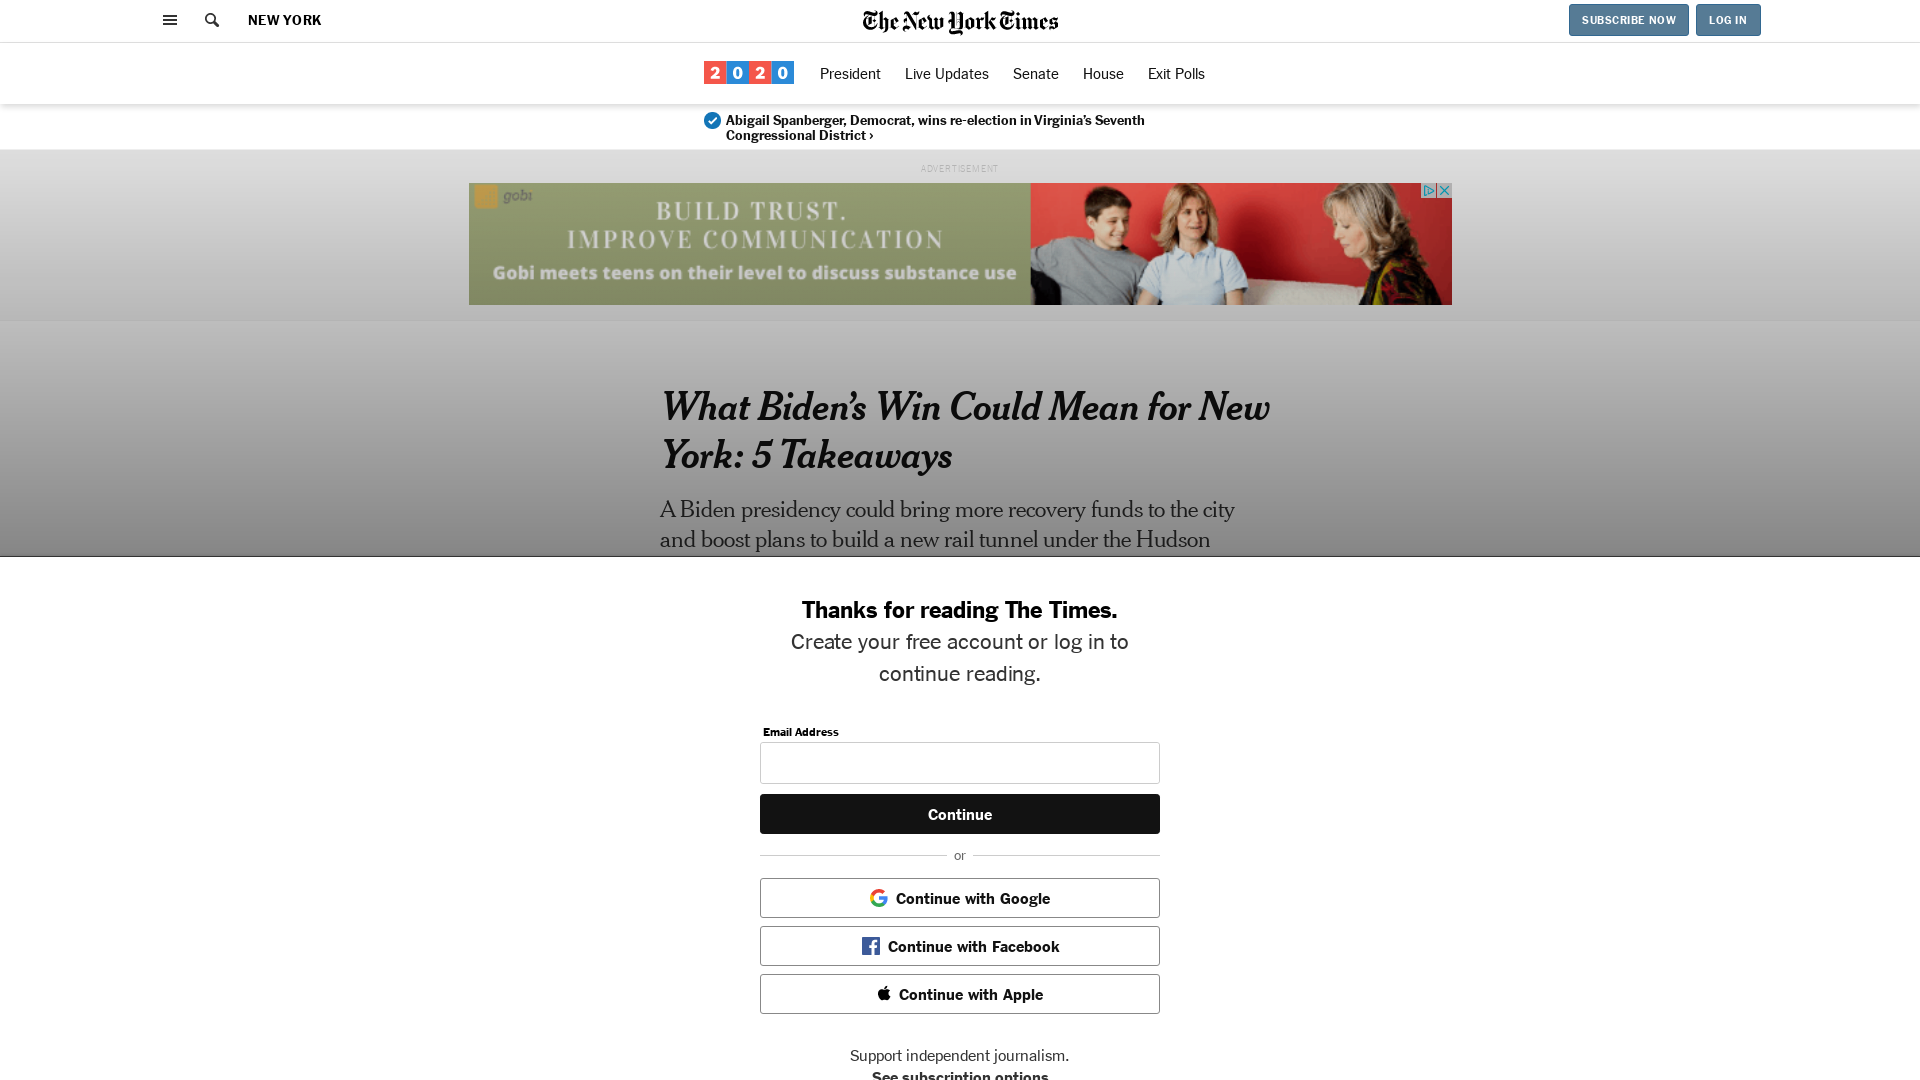 NEW YORK
The New York Times
SUBSCRIBE NOW
LOG IN
2020
President
Live Updates
Senate
House
Exit Polls
Abigail Spanberger, Democrat, wins re-election in Virginia’s Seventh
Congressional District ›
ADVERTISEMENT
gobi
BUILD TRUST.
IMPROVE COMMUNICATION
Gobi meets teens on their level to discuss substance use
What Biden’s Win Could Mean for New
York: 5 Takeaways
A Biden presidency could bring more recovery funds to the city
and boost plans to build a new rail tunnel under the Hudson
Thanks for reading The Times.
Create your free account or log in to
continue reading.
Email Address
Continue
or
Continue with Google
Continue with Facebook
Continue with Apple
Support independent journalism.
See subscription options